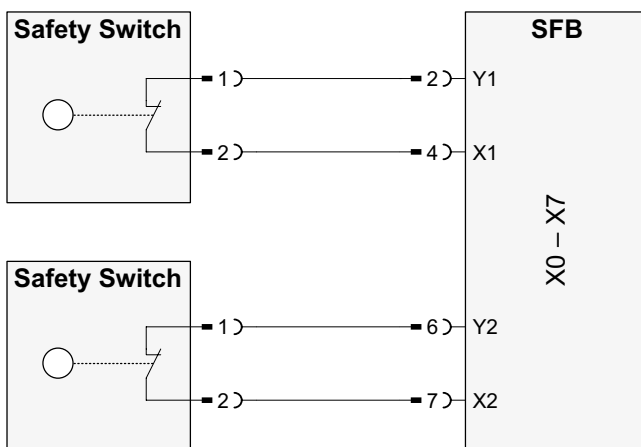 Safety Switch
SFB
1
2
Y1
2
4
X1
X0 – X7
Safety Switch
1
6
Y2
2
7
X2